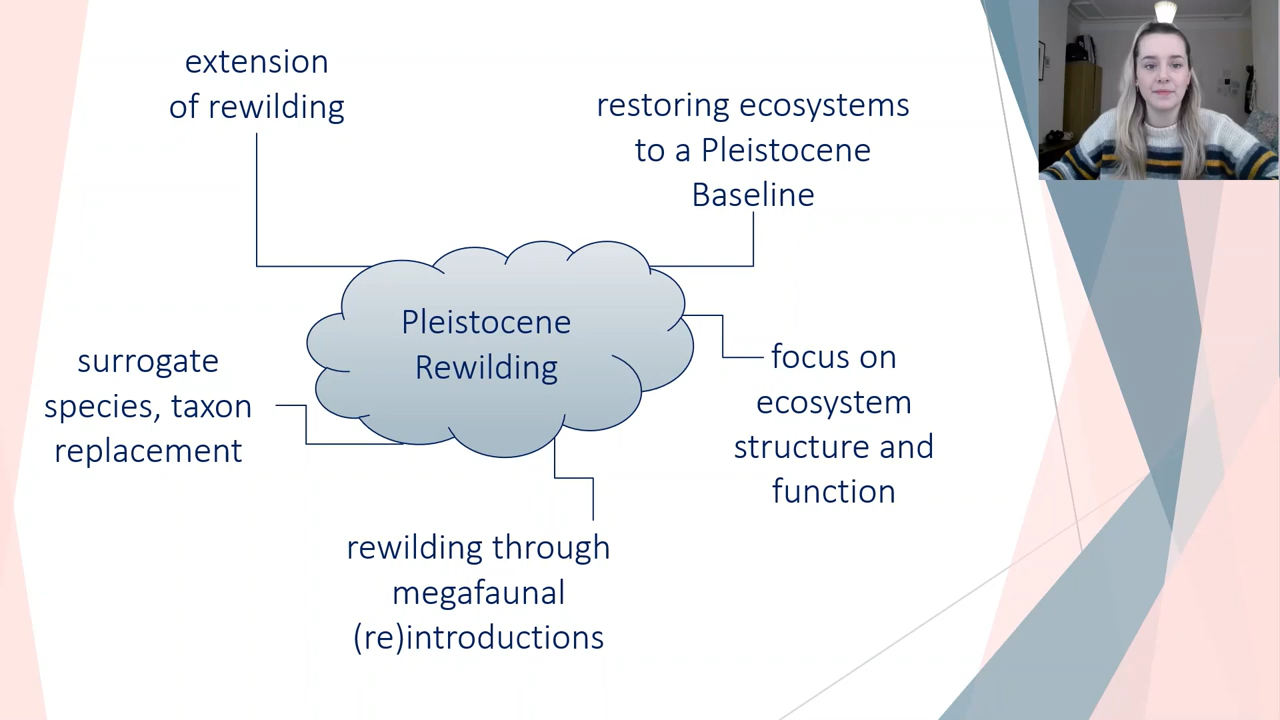 extension
of rewilding
restoring ecosystems
to a Pleistocene
Baseline
Pleistocene
Rewilding
focus on
ecosystem
structure and
function
surrogate
species, taxon
replacement
rewilding through
megafaunal
(re)introductions